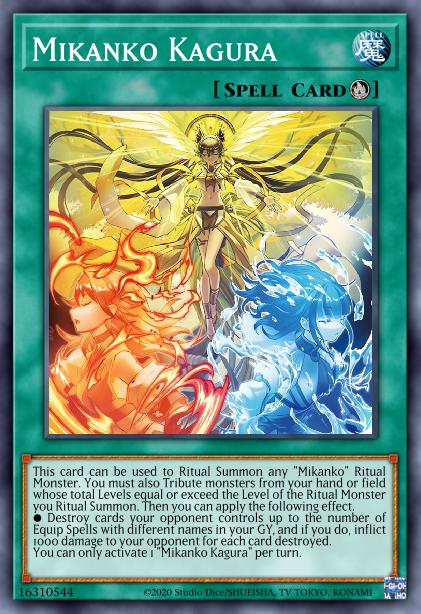 Mikanko Kagura
SPELL
魔
[Spell Card]
This card can be used to Ritual Summon any "Mikanko" Ritual
Monster. You must also Tribute monsters from your hand or field
whose total Levels equal or exceed the Level of the Ritual Monster
you Ritual Summon. Then you can apply the following effect.
● Destroy cards your opponent controls up to the number of
Equip Spells with different names in your GY, and if you do, inflict
1000 damage to your opponent for each card destroyed.
You can only activate 1 "Mikanko Kagura" per turn.
16310544
©2020 Studio Dice/SHUEISHA, TV TOKYO, KONAMI